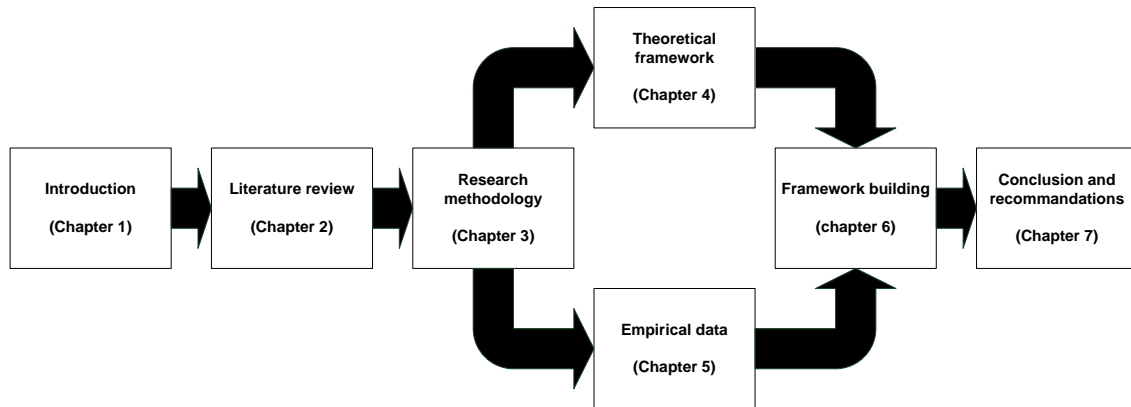 Introduction
(Chapter 1)
Literature review
(Chapter 2)
Research
methodology
(Chapter 3)
Theoretical
framework
(Chapter 4)
Empirical data
(Chapter 5)
Framework building
(chapter 6)
Conclusion and
recommandations
(Chapter 7)